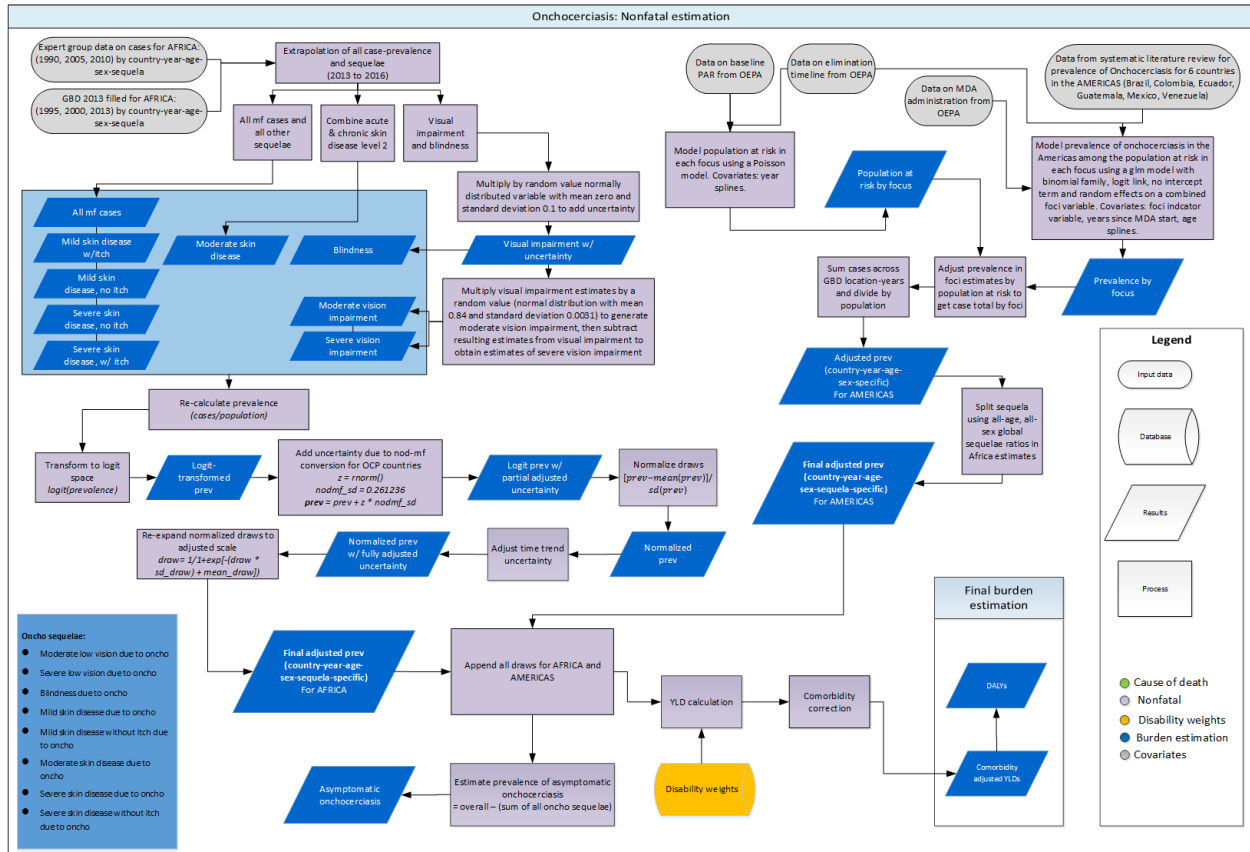 Onchocerciasis: Nonfatal estimation
Expert group data on cases for AFRICA:
(1990, 2005, 2010) by country-year-age-
sex-sequela
GBD 2013 filled for AFRICA:
(1995, 2000, 2013) by country-year-age-
sex-sequela
Extrapolation of all case-prevalence
and sequelae
(2013 to 2016)
All mf cases and
all other
sequelae
Combine acute
& chronic skin
disease level 2
Visual
impairment
and blindness
Multiply by random value normally
distributed variable with mean zero and
standard deviation 0.1 to add uncertainty
All mf cases
Mild skin disease
w/itch
Mild skin
disease, no itch
Severe skin
disease, no itch
Severe skin
disease, w/ itch
Moderate skin
disease
Blindness
Visual impairment w/
uncertainty
Moderate vision
impairment
Severe vision
impairment
Multiply visual impairment estimates by a
random value (normal distribution with mean
0.84 and standard deviation 0.0031) to
generate moderate vision impairment, then subtract
resulting estimates from visual impairment to
obtain estimates of severe vision impairment
Data on baseline
PAR from OEPA
Data on elimination
timeline from OEPA
Data on MDA
administration from
OEPA
Data from systematic literature review for
prevalence of Onchocerciasis for 6 countries
in the AMERICAS (Brazil, Colombia, Ecuador,
Guatemala, Mexico, Venezuela)
Model population at risk in
each focus using a Poisson
model. Covariates: year
splines.
Population at
risk by focus
Model prevalence of onchocerciasis in the
Americas among the population at risk in
each focus using a glm model with
binomial family, logit link, no intercept
term and random effects on a combined
foci variable. Covariates: foci indcator
variable, years since MDA start, age
splines.
Sum cases across
GBD location-years
and divide by
population
Adjust prevalence in
foci estimates by
population at risk to
get case total by foci
Prevalence by
focus
Adjusted prev
(country-year-age-
sex-specific)
For AMERICAS
Split sequela
using all-age, all-
sex global
sequelae ratios in
Africa estimates
Final adjusted prev
(country-year-age-
sex-sequela-specific)
For AMERICAS
Re-calculate prevalence
(cases/population)
Transform to logit
space
logit(prevalence)
Logit-
transformed
prev
Add uncertainty due to nod-mf
conversion for OCP countries
z = rnorm()
nodmf_sd = 0.261236
prev = prev + z * nodmf_sd
Logit prev w/
partial adjusted
uncertainty
Normalize draws
[prev−mean(prev)]/
sd(prev)
Re-expand normalized draws to
adjusted scale
draw= 1/1+exp[-(draw *
sd_draw) + mean_draw])
Normalized prev
w/ fully adjusted
uncertainty
Adjust time trend
uncertainty
Normalized
prev
Oncho sequelae:
● Moderate low vision due to oncho
● Severe low vision due to oncho
● Blindness due to oncho
● Mild skin disease due to oncho
● Mild skin disease without itch due
to oncho
● Moderate skin disease due to
oncho
● Severe skin disease due to oncho
● Severe skin disease without itch
due to oncho
Final adjusted prev
(country-year-age-
sex-sequela-specific)
For AFRICA
Append all draws for AFRICA and
AMERICAS
YLD calculation
Comorbidity
correction
Disability weights
Asymptomatic
onchocerciasis
Estimate prevalence of asymptomatic
onchocerciasis
= overall – (sum of all oncho sequelae)
Final burden
estimation
DALYs
Comorbidity
adjusted YLDs
Legend
Input data
Database
Results
Process
Cause of death
Nonfatal
Disability weights
Burden estimation
Covariates